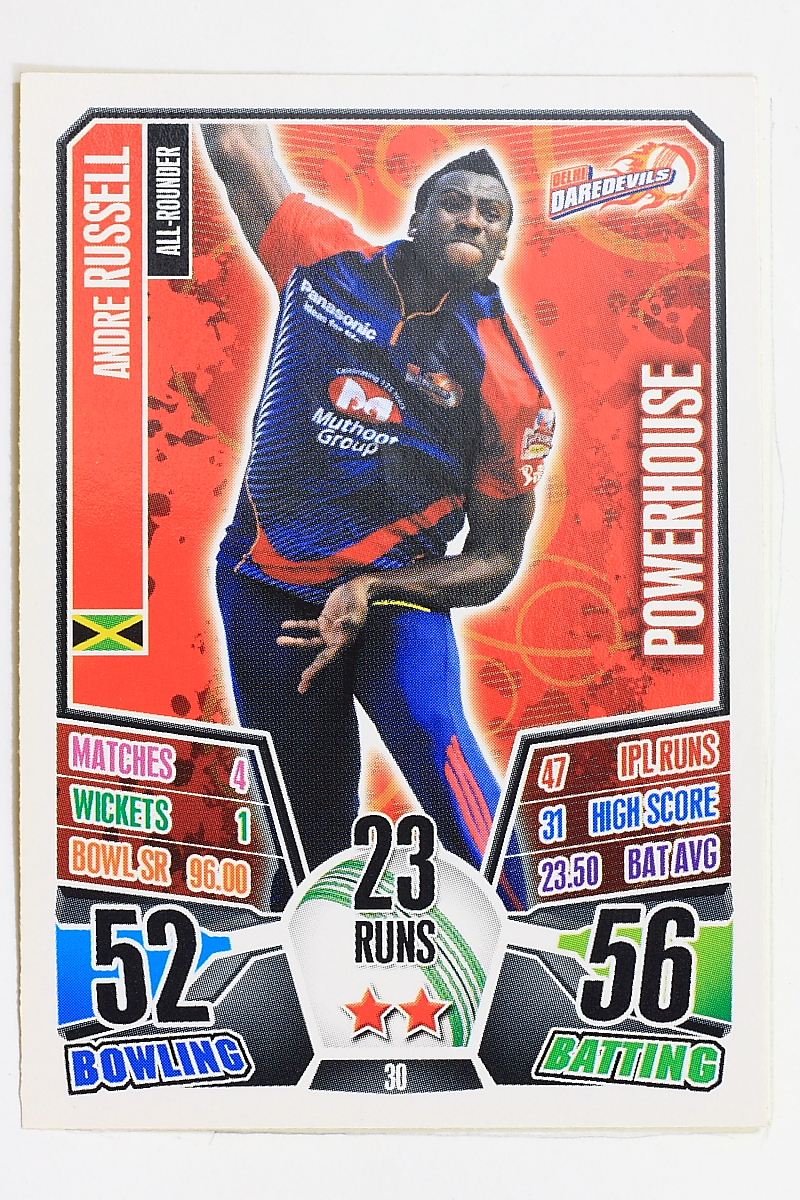 ANDRE RUSSELL
ALL-ROUNDER
DELHI
DAREDEVILS
Panasonic
Muthoot
Group
POWERHOUSE
MATCHES 4
WICKETS 1
BOWL SR 96.00
47 IPL RUNS
31 HIGH SCORE
23.50 BAT AVG
23
RUNS
52
BOWLING
56
BATTING
30